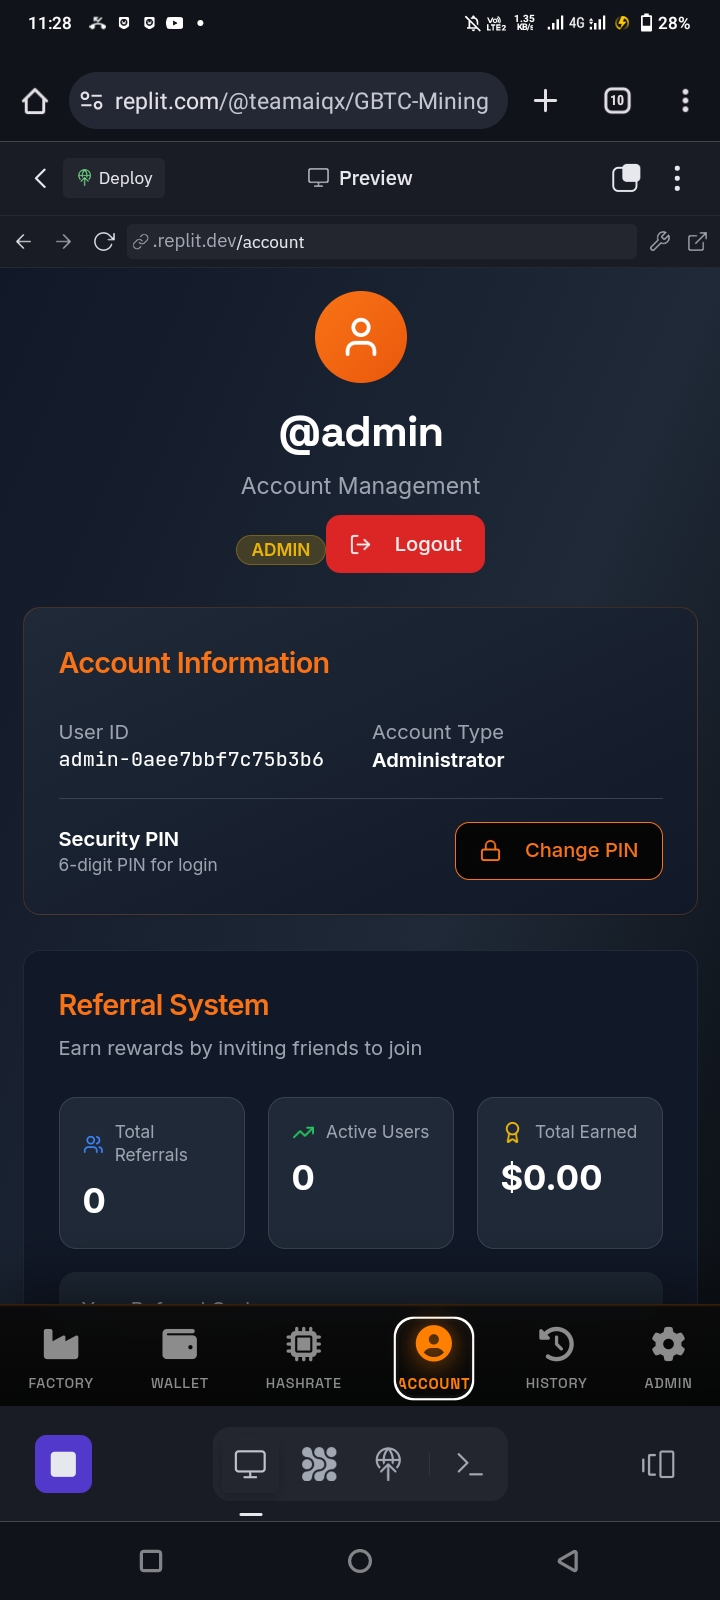 11:28
Vo))
LTE2
1.35
KB/s
4G
28%
replit.com/@teamaiqx/GBTC-Mining
10
Deploy
Preview
.replit.dev/account
@admin
Account Management
ADMIN
Logout
Account Information
User ID
Account Type
admin-0aee7bbf7c75b3b6
Administrator
Security PIN
6-digit PIN for login
Change PIN
Referral System
Earn rewards by inviting friends to join
Total
Referrals
0
Active Users
0
Total Earned
$0.00
FACTORY
WALLET
HASHRATE
ACCOUNT
HISTORY
ADMIN